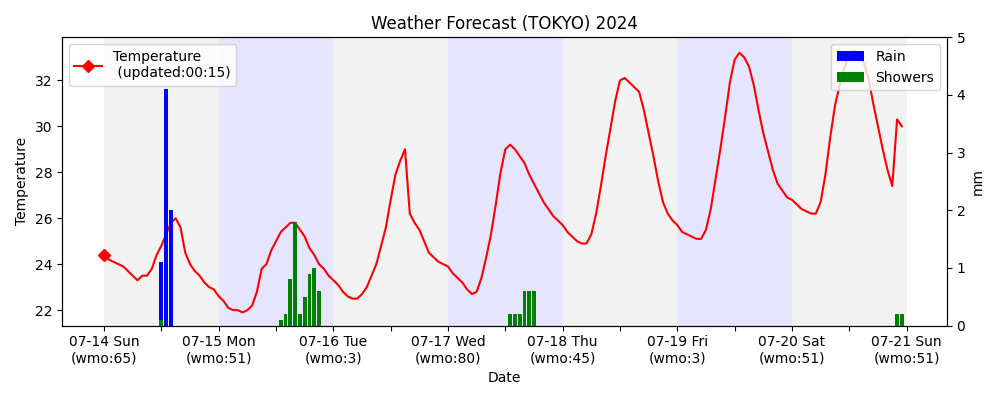 Weather Forecast (TOKYO) 2024
Temperature
(updated:00:15)
Rain
Showers
32
30
28
26
24
22
Temperature
5
4
3
2
1
0
mm
07-14 Sun
(wmo:65)
07-15 Mon
(wmo:51)
07-16 Tue
(wmo:3)
07-17 Wed
(wmo:80)
07-18 Thu
(wmo:45)
07-19 Fri
(wmo:3)
07-20 Sat
(wmo:51)
07-21 Sun
(wmo:51)
Date